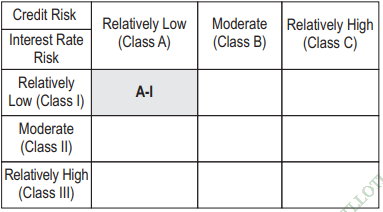 Credit Risk
Interest Rate
Risk
Relatively Low
(Class A)
Moderate
(Class B)
Relatively High
(Class C)
Relatively
Low (Class I)
A-I
Moderate
(Class II)
Relatively High
(Class III)